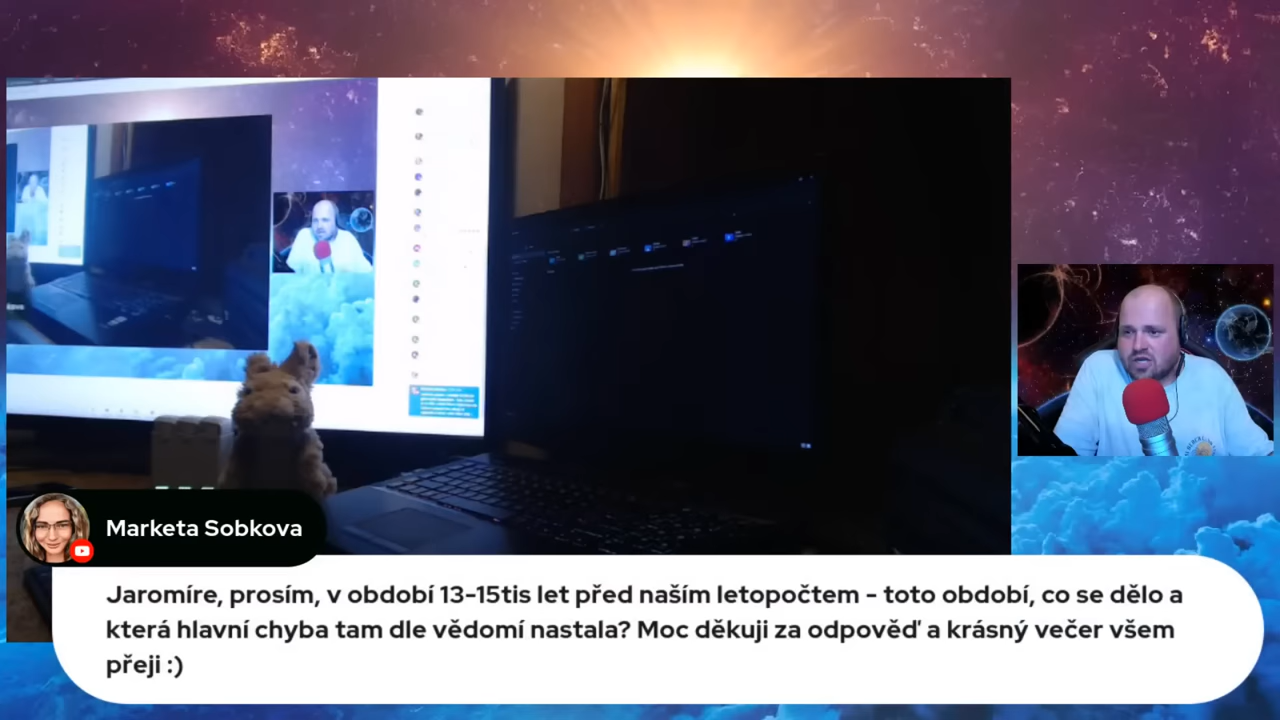 Marketa Sobkova
Jaromíre, prosím, v období 13-15tis let před naším letopočtem - toto období, co se dělo a
která hlavní chyba tam dle vědomí nastala? Moc děkuji za odpověď a krásný večer všem
přeji :)